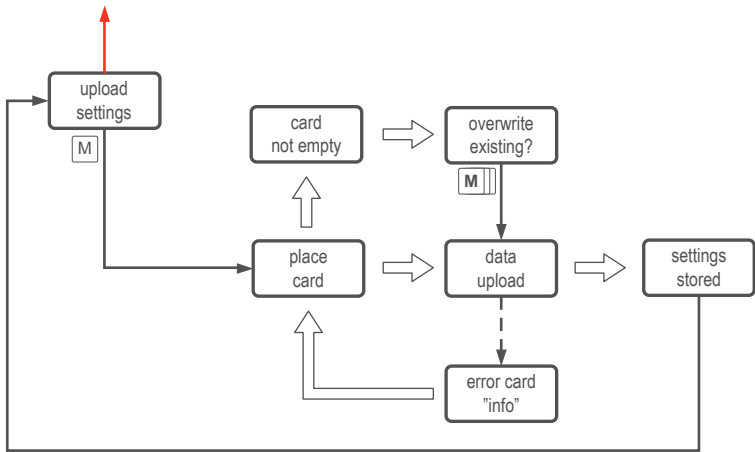 upload
settings
M
card
not empty
overwrite
existing?
M
place
card
data
upload
settings
stored
error card
"info"